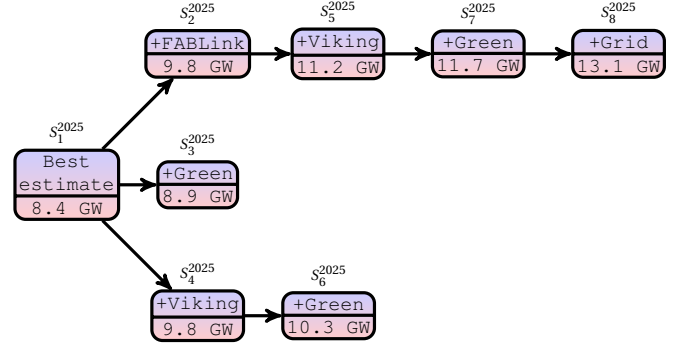 S_2^2025
+FABLink
9.8 GW
S_5^2025
+Viking
11.2 GW
S_7^2025
+Green
11.7 GW
S_8^2025
+Grid
13.1 GW
S_1^2025
Best
estimate
8.4 GW
S_3^2025
+Green
8.9 GW
S_4^2025
+Viking
9.8 GW
S_6^2025
+Green
10.3 GW